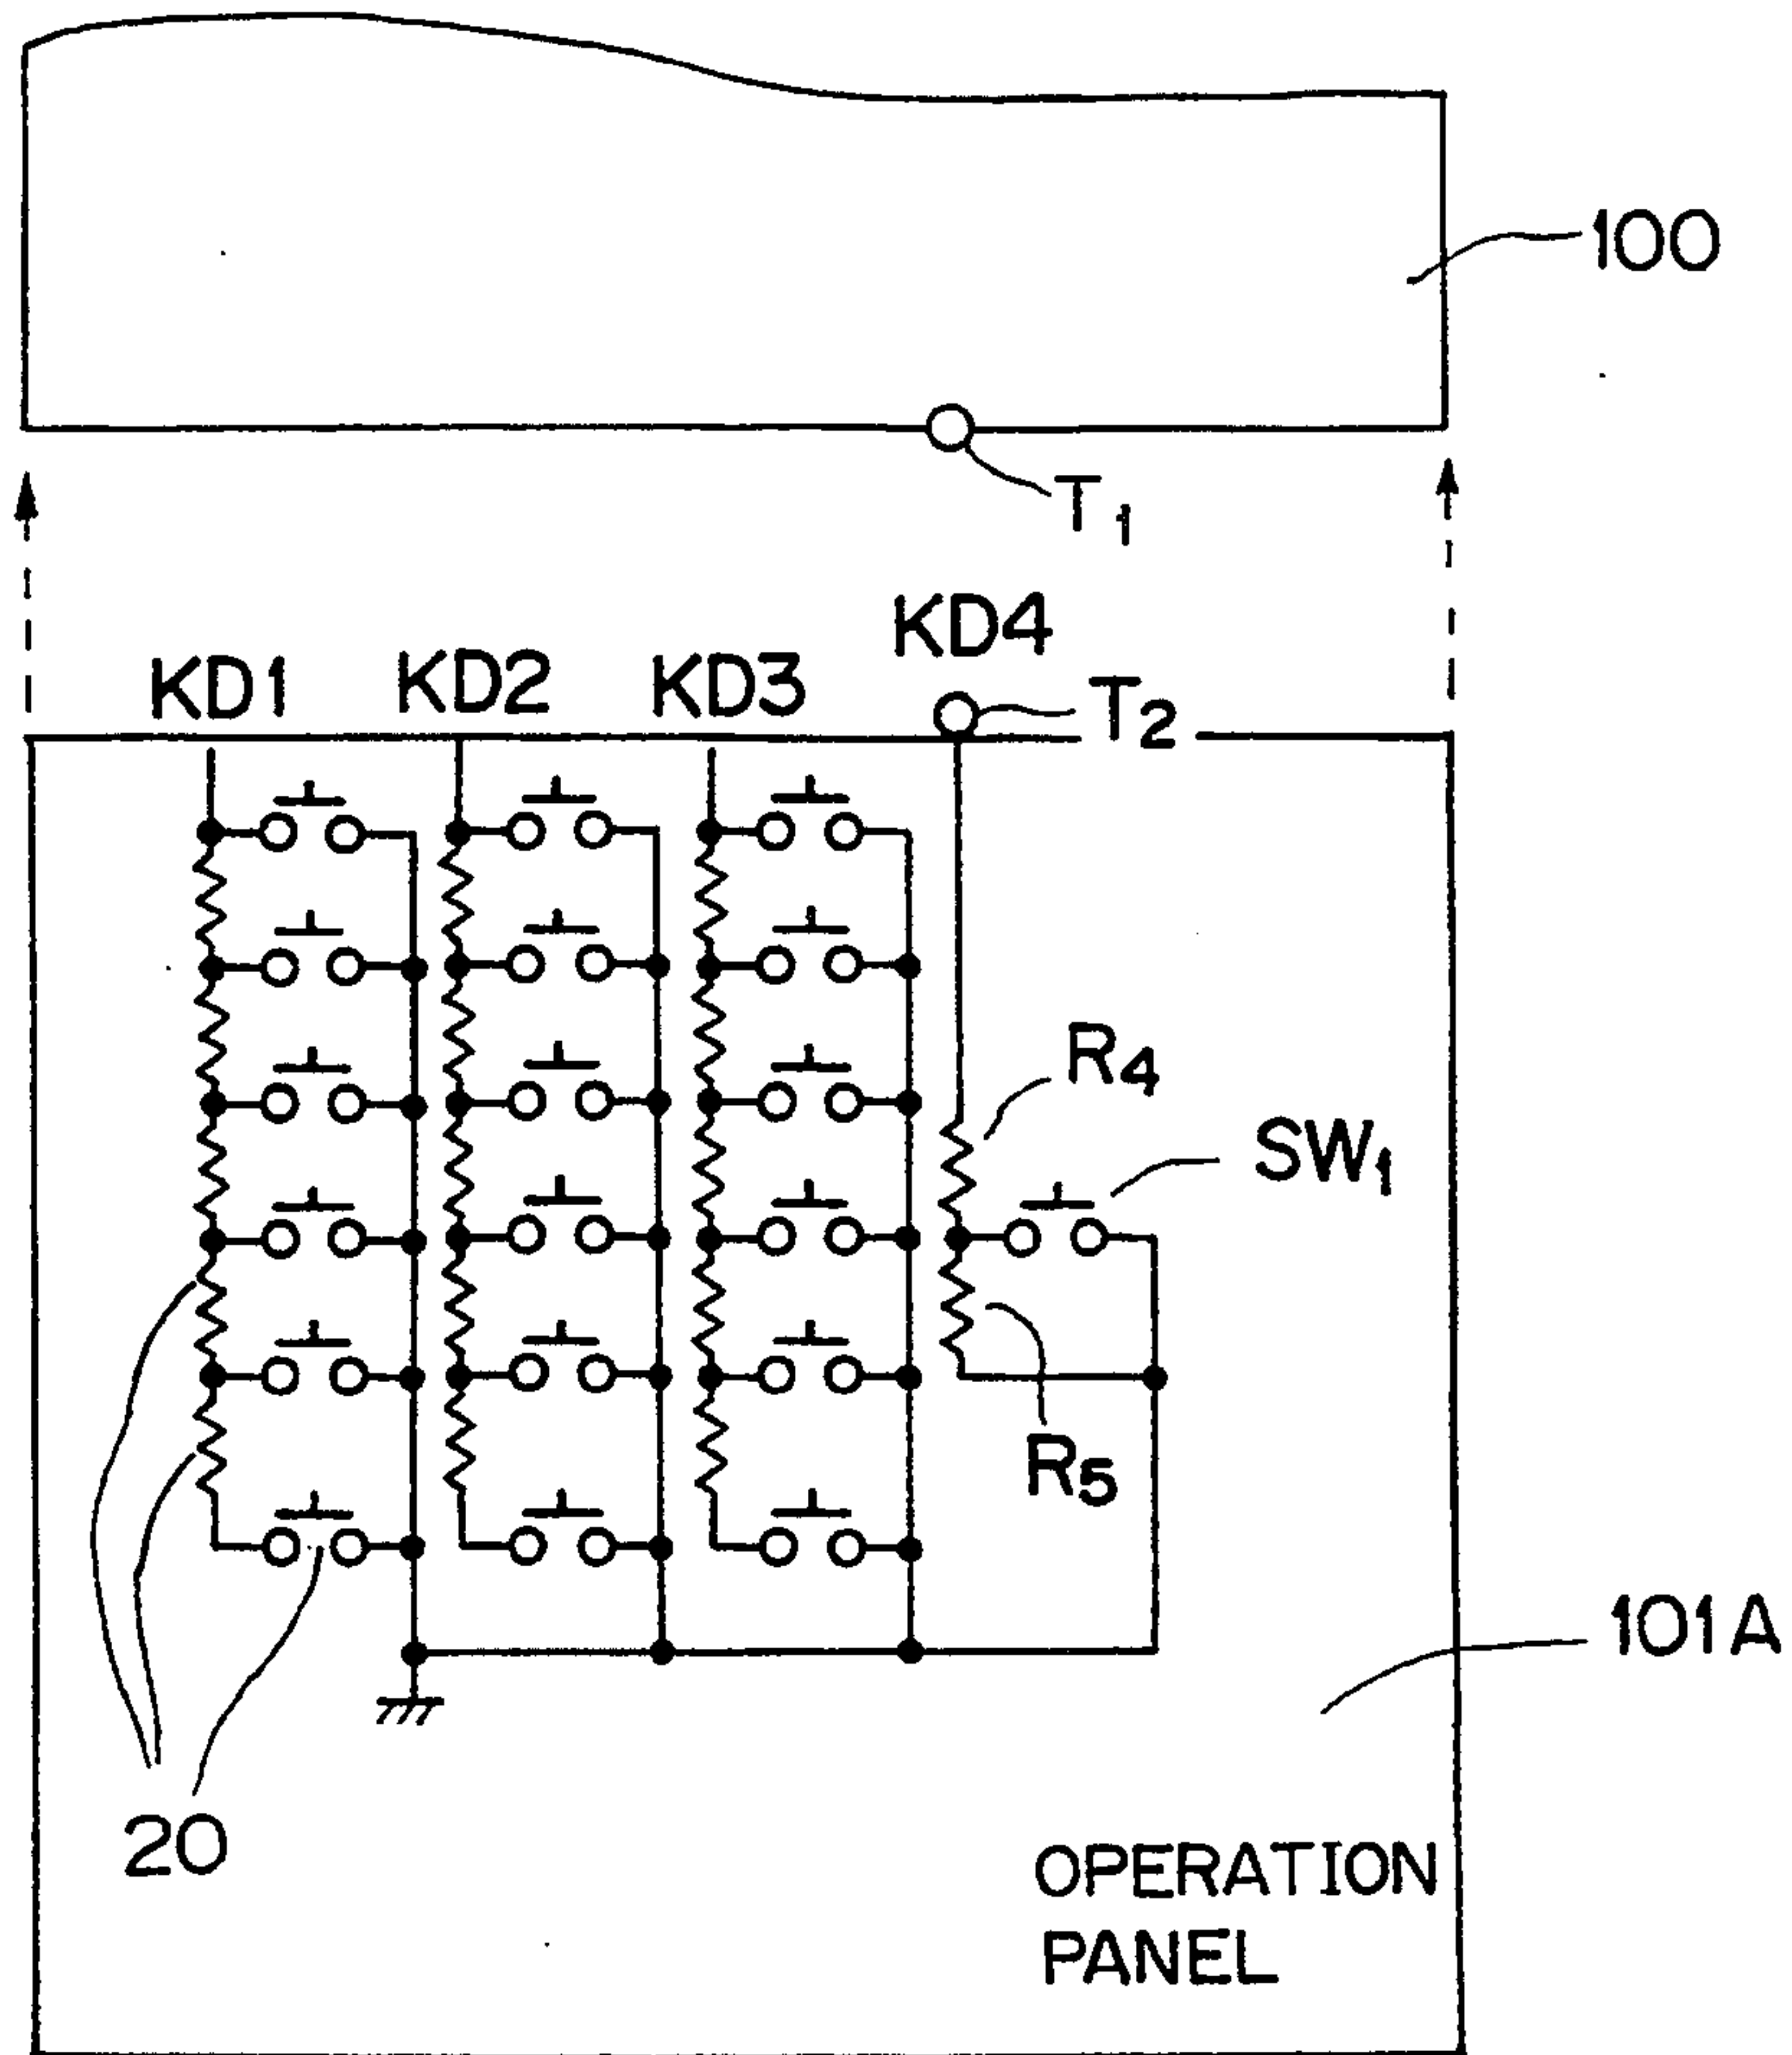 100
T1
KD1
KD2
KD3
KD4
T2
R4
SW1
R5
101A
20
OPERATION
PANEL